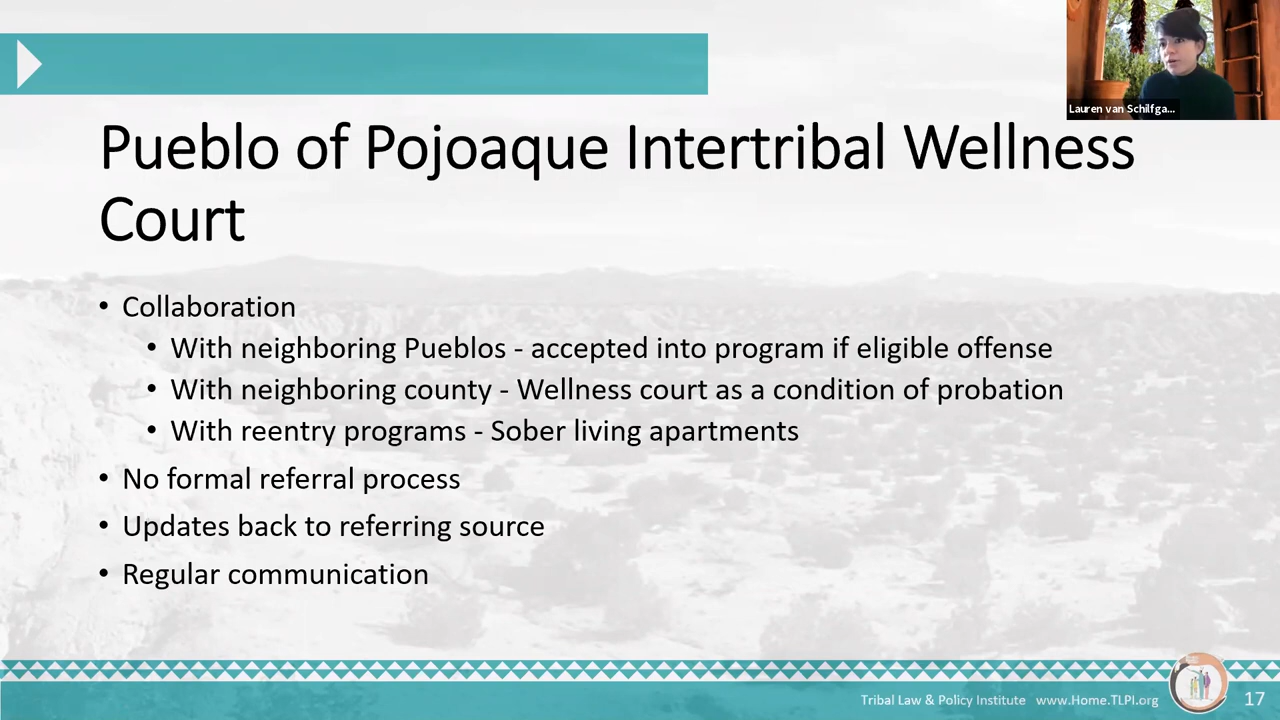 Lauren van Schilfga...
Pueblo of Pojoaque Intertribal Wellness
Court
• Collaboration
• With neighboring Pueblos - accepted into program if eligible offense
• With neighboring county - Wellness court as a condition of probation
• With reentry programs - Sober living apartments
• No formal referral process
• Updates back to referring source
• Regular communication
Tribal Law & Policy Institute www.Home.TLPI.org
17